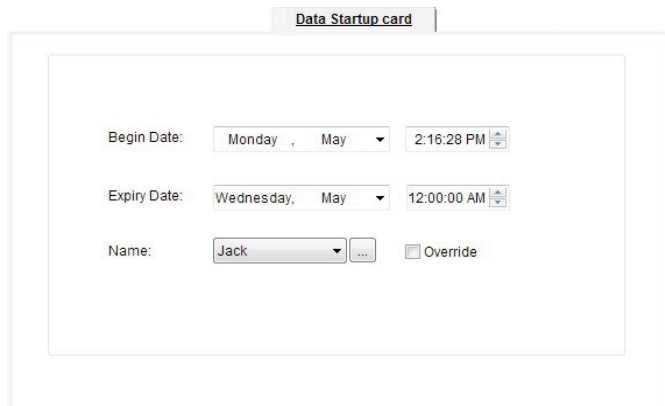 Data Startup card
Begin Date: Monday , May 2:16:28 PM
Expiry Date: Wednesday, May 12:00:00 AM
Name: Jack ... Override